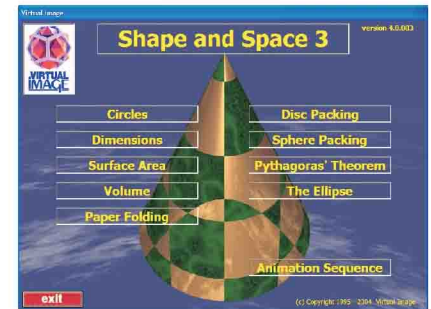 Virtual Image
Shape and Space 3
version 4.0.003
VIRTUAL
IMAGE
Circles
Disc Packing
Dimensions
Sphere Packing
Surface Area
Pythagoras' Theorem
Volume
The Ellipse
Paper Folding
Animation Sequence
exit
(c) Copyright 1995-2004 Virtual Image